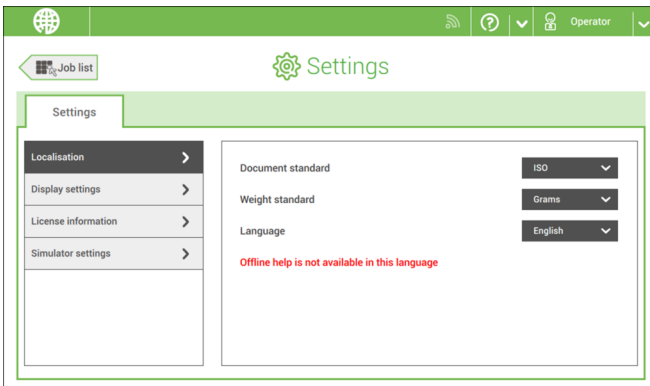 Operator
Job list
Settings
Settings
Localisation
Display settings
License information
Simulator settings
Document standard
ISO
Weight standard
Grams
Language
English
Offline help is not available in this language